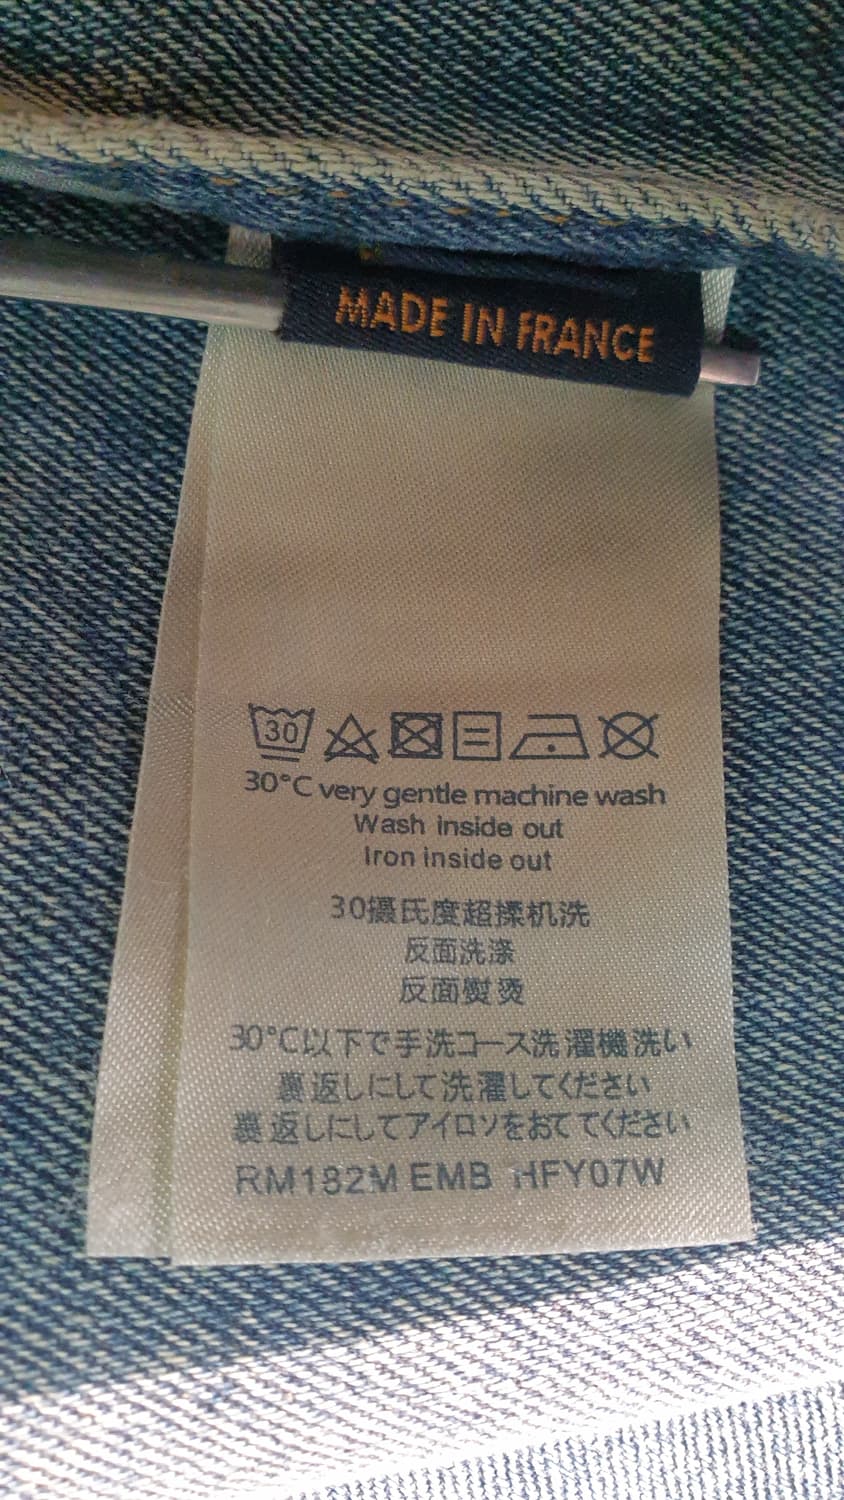 MADE IN FRANCE
30
30°C very gentle machine wash
Wash inside out
Iron inside out
30摄氏度超揉机洗
反面洗涤
反面熨烫
30°C以下で手洗コース洗濯機洗い
裏返しにして洗濯してください
裏返しにしてアイロソをおててください
RM182M EMB HFY07W